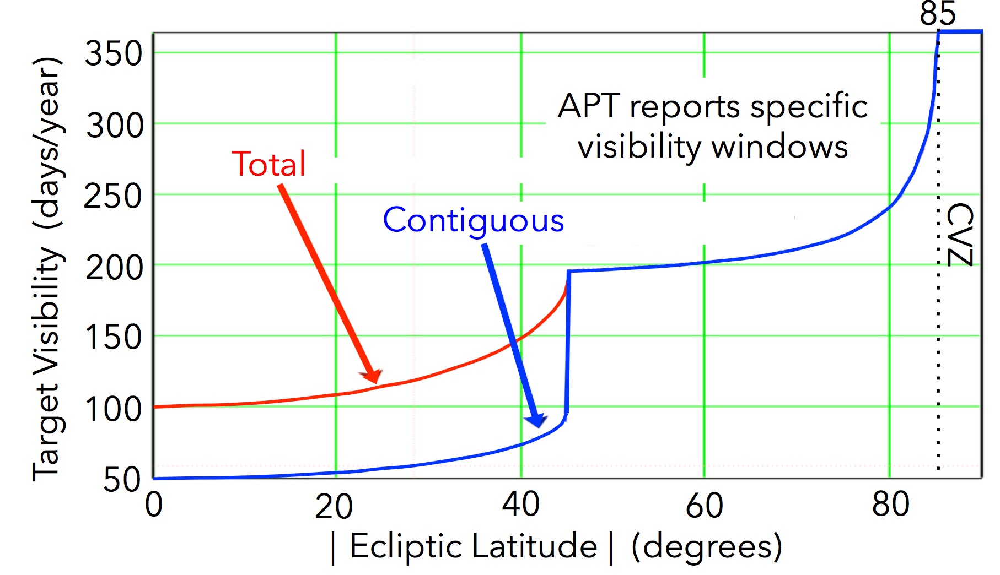 85
350
300
250
200
150
100
50
Target Visibility (days/year)
APT reports specific
visibility windows
Total
Contiguous
CVZ
0
20
40
60
80
| Ecliptic Latitude | (degrees)